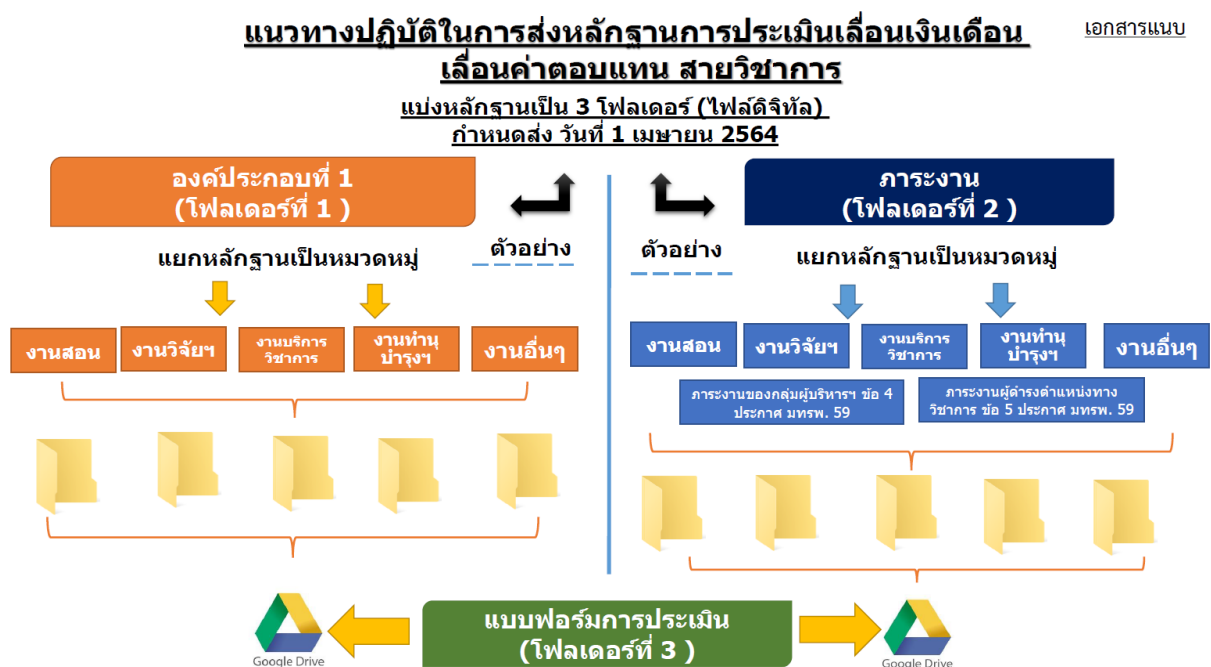 แนวทางปฏิบัติในการส่งหลักฐานการประเมินเลื่อนเงินเดือน
เลื่อนค่าตอบแทน สายวิชาการ
เอกสารแนบ
แบ่งหลักฐานเป็น 3 โฟลเดอร์ (ไฟล์ดิจิทัล)
กำหนดส่ง วันที่ 1 เมษายน 2564
องค์ประกอบที่ 1
(โฟลเดอร์ที่ 1 )
ตัวอย่าง
แยกหลักฐานเป็นหมวดหมู่
งานสอน
งานวิจัยฯ
งานบริการ
วิชาการ
งานทำนุ
บำรุงฯ
งานอื่นๆ
ภาระงาน
(โฟลเดอร์ที่ 2 )
ตัวอย่าง
แยกหลักฐานเป็นหมวดหมู่
งานสอน
งานวิจัยฯ
งานบริการ
วิชาการ
งานทำนุ
บำรุงฯ
งานอื่นๆ
ภาระงานของกลุ่มผู้บริหารฯ ข้อ 4
ประกาศ มทรพ. 59
ภาระงานผู้ดำรงตำแหน่งทาง
วิชาการ ข้อ 5 ประกาศ มทรพ. 59
แบบฟอร์มการประเมิน
(โฟลเดอร์ที่ 3 )
Google Drive
Google Drive